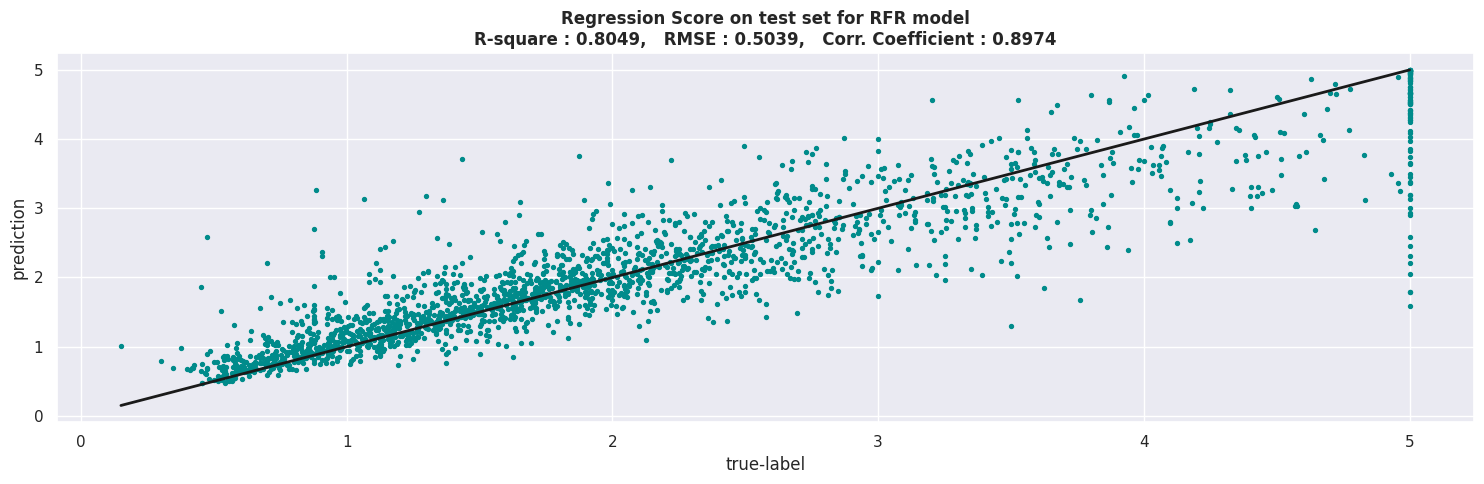 Regression Score on test set for RFR model
R-square : 0.8049,   RMSE : 0.5039,   Corr. Coefficient : 0.8974
5
4
3
2
1
0
prediction
0 1 2 3 4 5
true-label